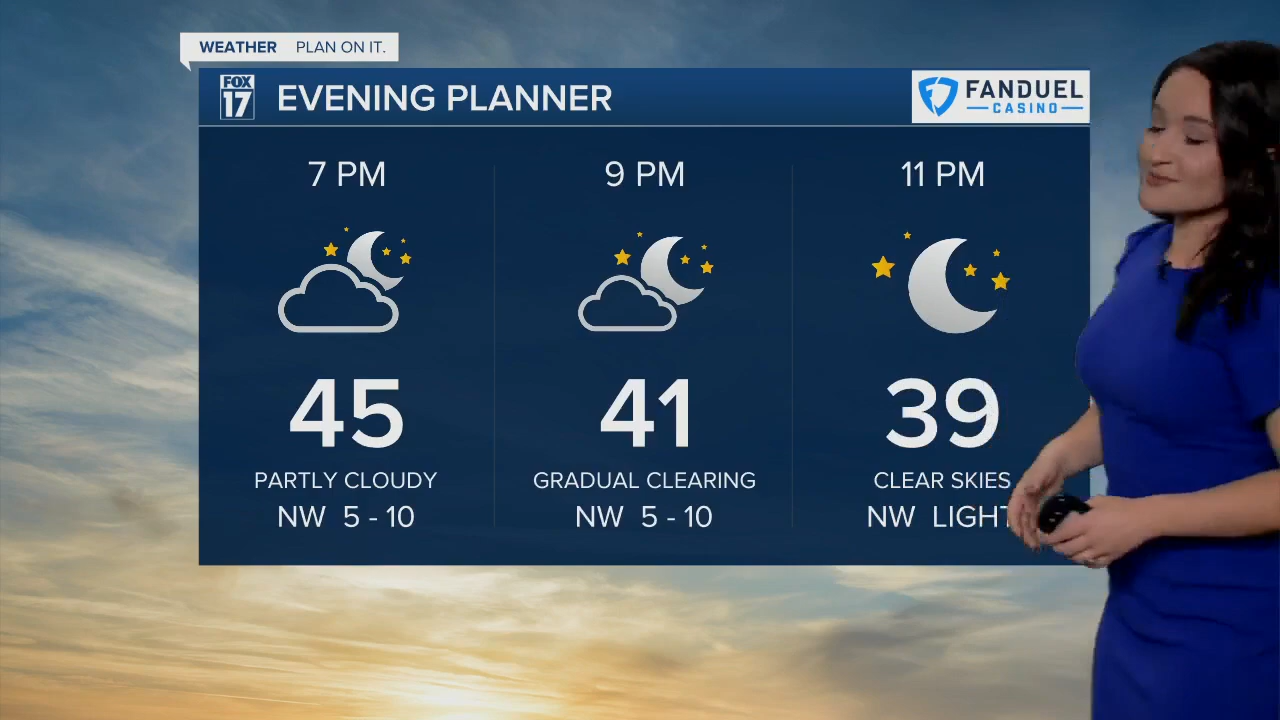 WEATHER PLAN ON IT.
FOX
17
EVENING PLANNER
FANDUEL
CASINO
7 PM
9 PM
11 PM
45
41
39
PARTLY CLOUDY
GRADUAL CLEARING
CLEAR SKIES
NW 5 - 10
NW 5 - 10
NW LIGHT